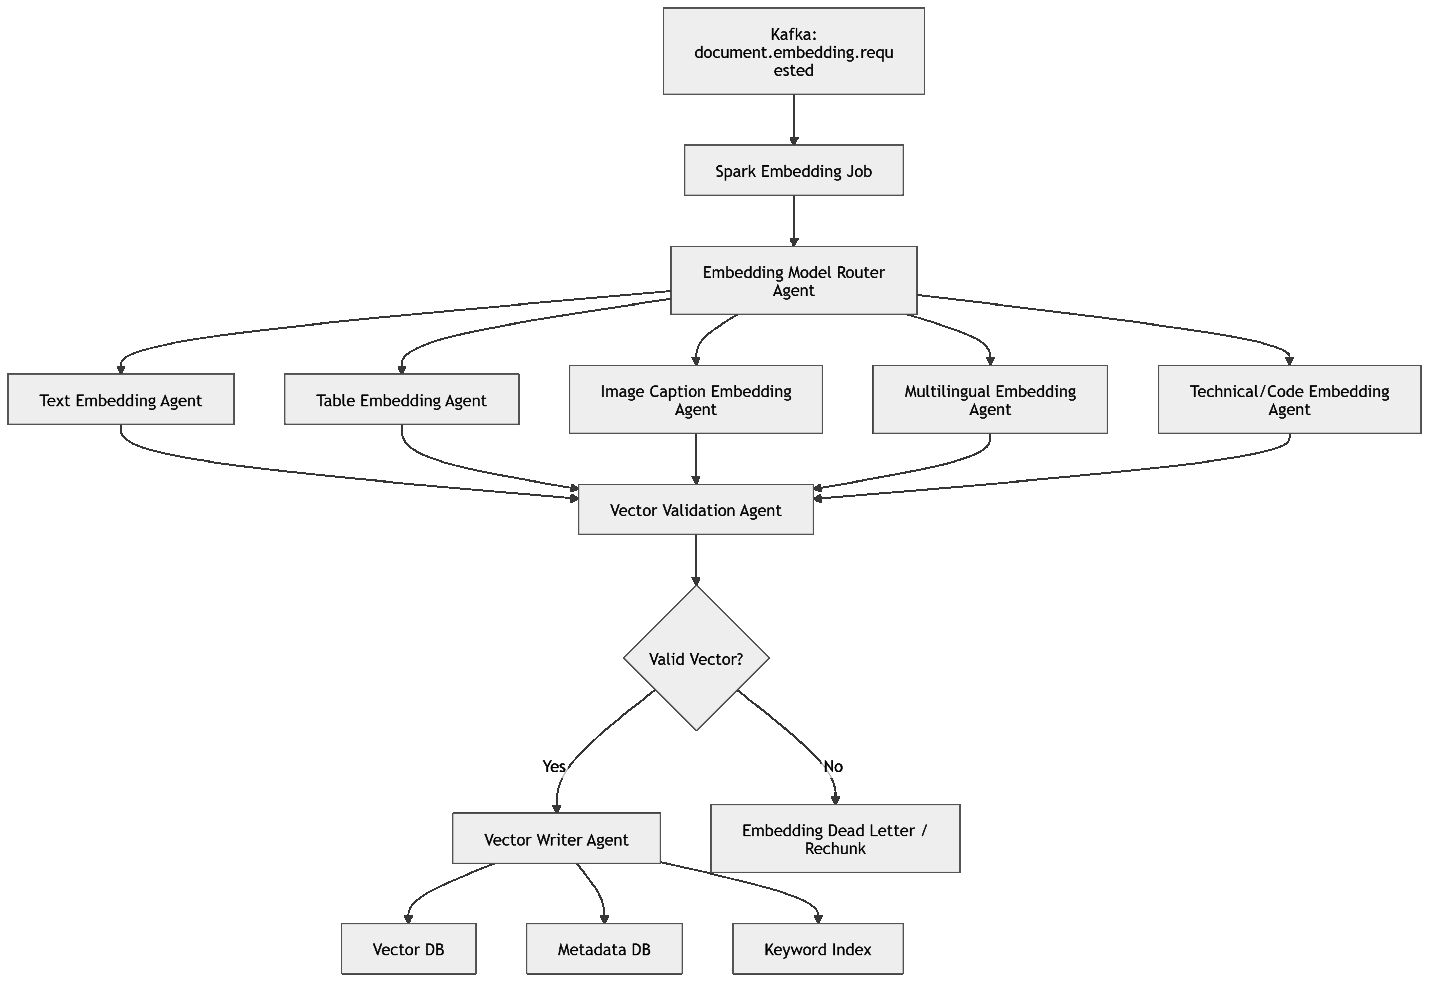 Kafka:
document.embedding.requ
ested
Spark Embedding Job
Embedding Model Router
Agent
Text Embedding Agent
Table Embedding Agent
Image Caption Embedding
Agent
Multilingual Embedding
Agent
Technical/Code Embedding
Agent
Vector Validation Agent
Valid Vector?
Yes
No
Vector Writer Agent
Embedding Dead Letter /
Rechunk
Vector DB
Metadata DB
Keyword Index